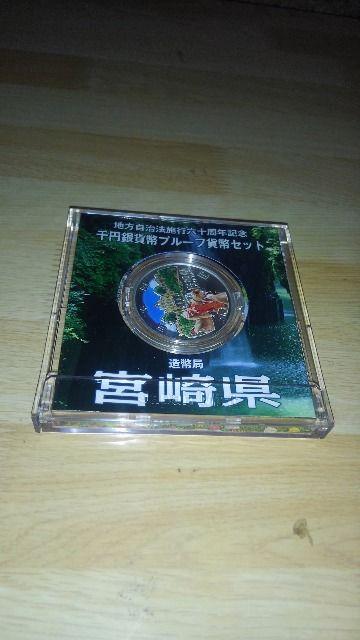 地方自治法施行六十周年記念
千円銀貨幣プルーフ貨幣セット
造幣局
宮崎県